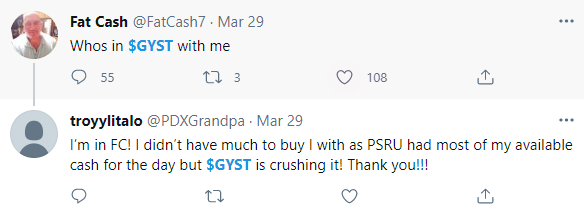 Fat Cash @FatCash7 · Mar 29
Whos in $GYST with me
55 3 108
troyylitalo @PDXGrandpa · Mar 29
I'm in FC! I didn't have much to buy I with as PSRU had most of my available
cash for the day but $GYST is crushing it! Thank you!!!